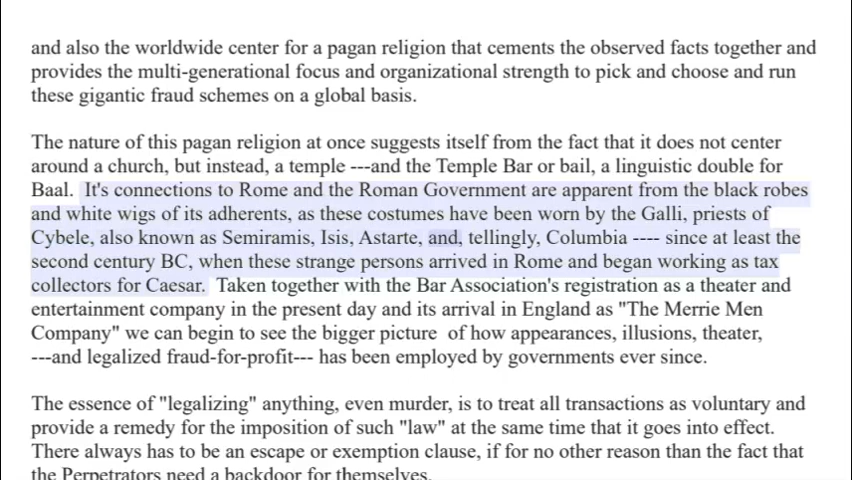 and also the worldwide center for a pagan religion that cements the observed facts together and
provides the multi-generational focus and organizational strength to pick and choose and run
these gigantic fraud schemes on a global basis.
The nature of this pagan religion at once suggests itself from the fact that it does not center
around a church, but instead, a temple ---and the Temple Bar or bail, a linguistic double for
Baal.  It's connections to Rome and the Roman Government are apparent from the black robes
and white wigs of its adherents, as these costumes have been worn by the Galli, priests of
Cybele, also known as Semiramis, Isis, Astarte, and, tellingly, Columbia ---- since at least the
second century BC, when these strange persons arrived in Rome and began working as tax
collectors for Caesar.  Taken together with the Bar Association's registration as a theater and
entertainment company in the present day and its arrival in England as "The Merrie Men
Company" we can begin to see the bigger picture  of how appearances, illusions, theater,
---and legalized fraud-for-profit--- has been employed by governments ever since.
The essence of "legalizing" anything, even murder, is to treat all transactions as voluntary and
provide a remedy for the imposition of such "law" at the same time that it goes into effect.
There always has to be an escape or exemption clause, if for no other reason than the fact that
the Perpetrators need a backdoor for themselves.